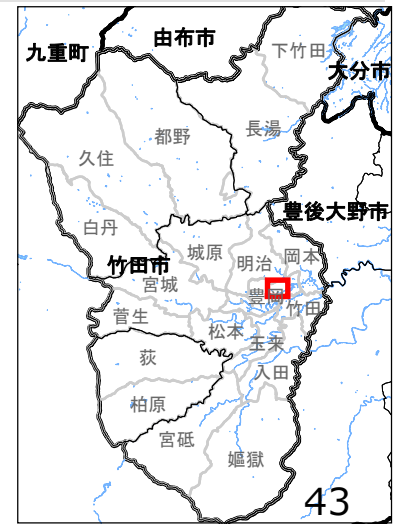 由布市
九重町
下竹田
大分市
長湯
都野
久住
豊後大野市
白丹
城原
岡本
明治
竹田市
宮城
豊岡
竹田
菅生
松本
玉来
荻
入田
柏原
宮砥
嫗獄
43